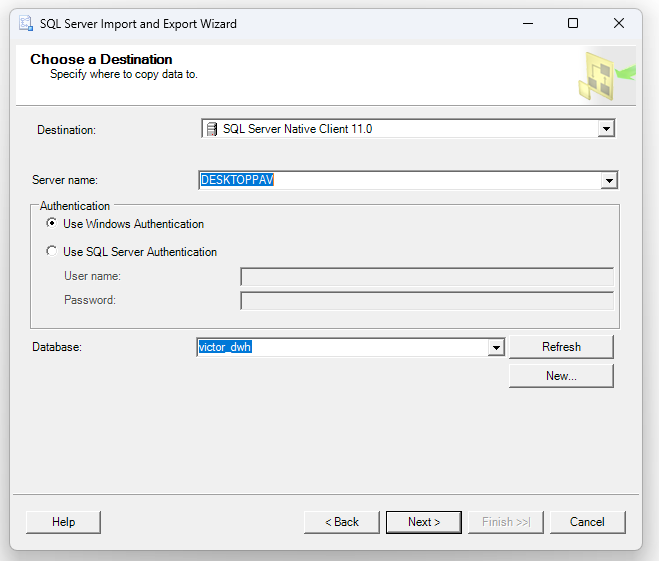 SQL Server Import and Export Wizard
Choose a Destination
Specify where to copy data to.
Destination: SQL Server Native Client 11.0
Server name: DESKTOPPAV
Authentication
Use Windows Authentication
Use SQL Server Authentication
User name:
Password:
Database: victor_dwh Refresh
New...
Help < Back Next > Finish >>| Cancel